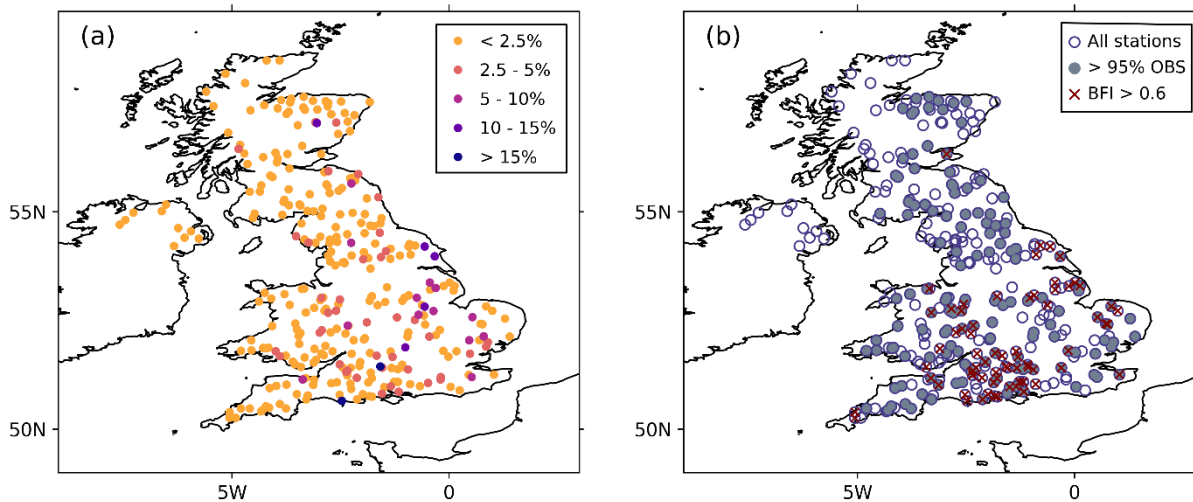 (a)
< 2.5%
2.5 - 5%
5 - 10%
10 - 15%
> 15%
55N
50N
5W
0
(b)
All stations
> 95% OBS
BFI > 0.6
55N
50N
5W
0